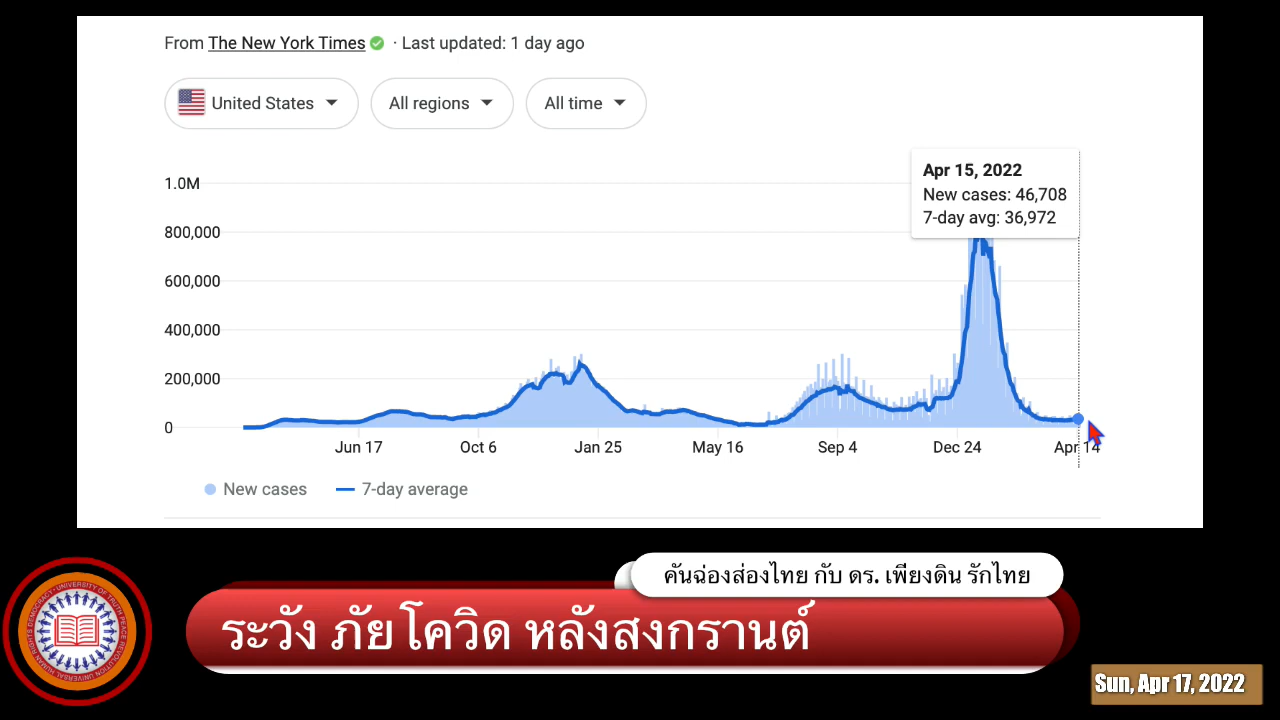 From The New York Times · Last updated: 1 day ago
United States All regions All time
Apr 15, 2022
New cases: 46,708
7-day avg: 36,972
1.0M
800,000
600,000
400,000
200,000
0
Jun 17 Oct 6 Jan 25 May 16 Sep 4 Dec 24 Apr 14
New cases 7-day average
คันฉ่องส่องไทย กับ ดร. เพียงดิน รักไทย
ระวัง ภัยโควิด หลังสงกรานต์
Sun, Apr 17, 2022